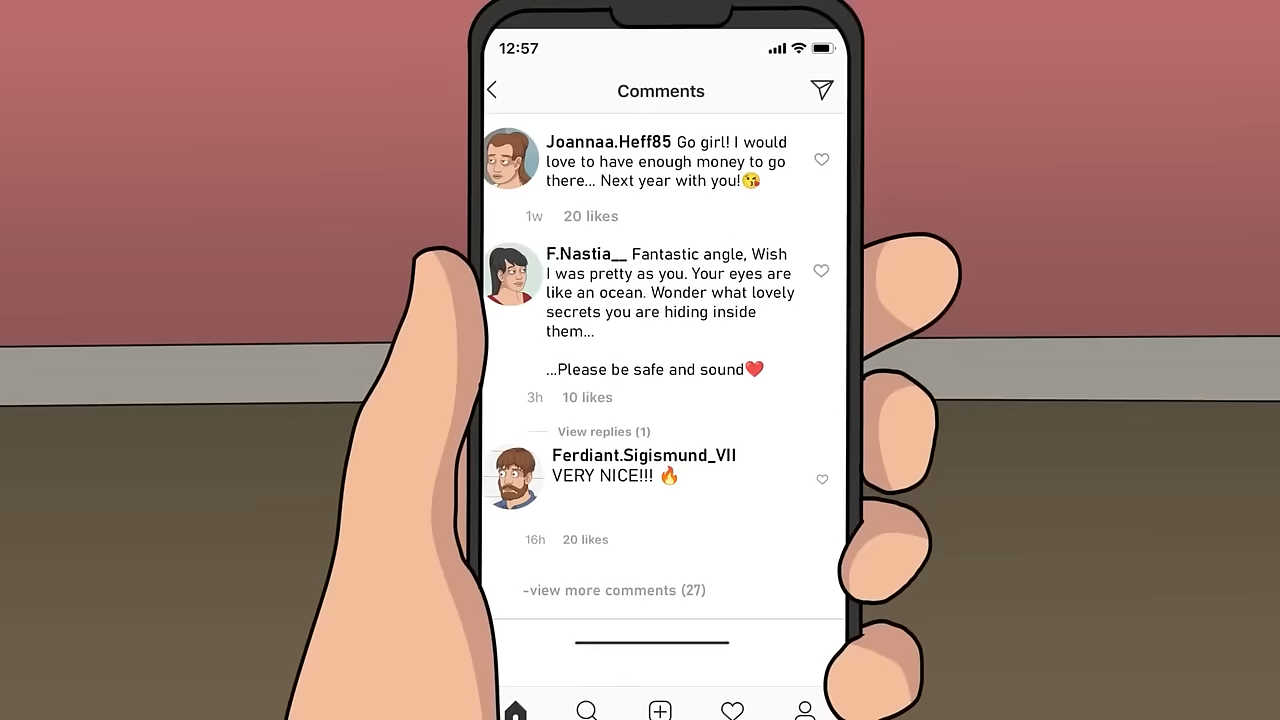 12:57
Comments
Joannaa.Heff85 Go girl! I would
love to have enough money to go
there... Next year with you!😘
1w 20 likes
F.Nastia__ Fantastic angle, Wish
I was pretty as you. Your eyes are
like an ocean. Wonder what lovely
secrets you are hiding inside
them...
...Please be safe and sound❤️
3h 10 likes
View replies (1)
Ferdiant.Sigismund_VII
VERY NICE!!! 🔥
16h 20 likes
-view more comments (27)